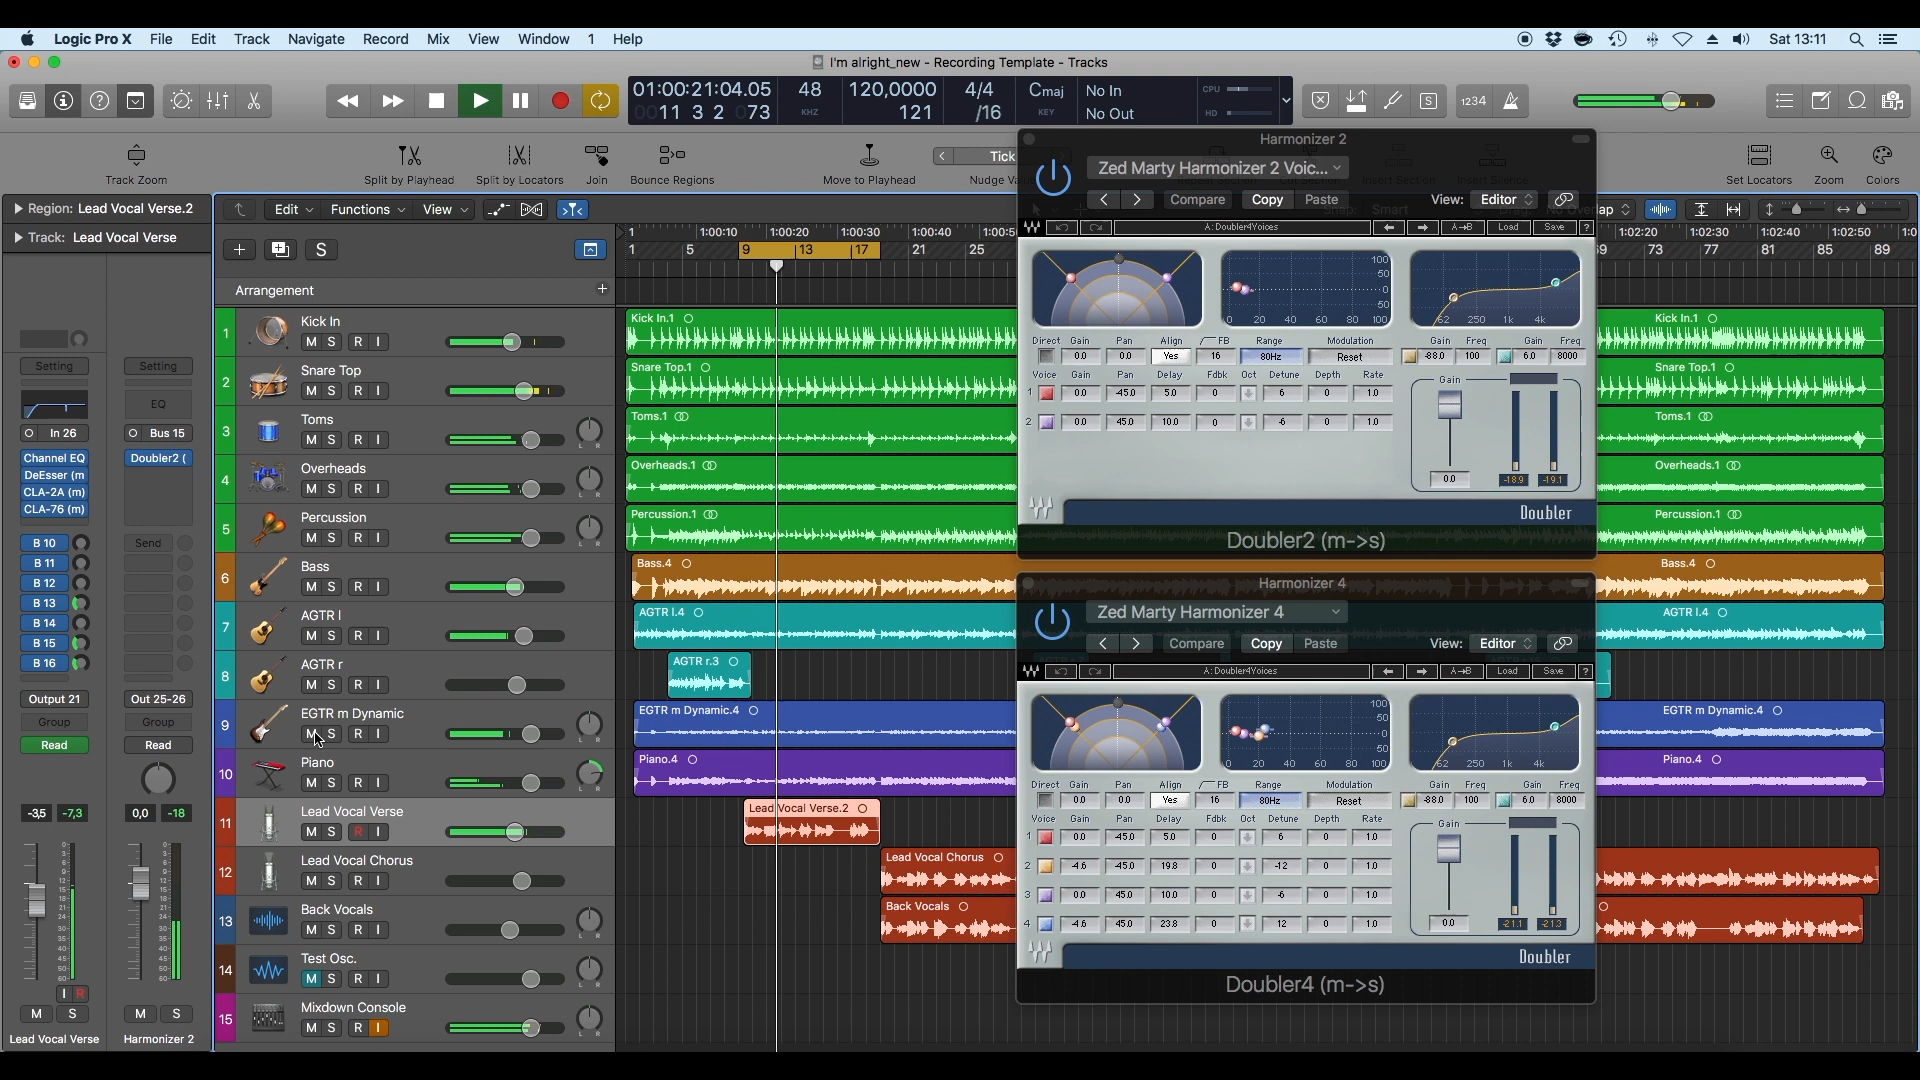 Logic Pro X File Edit Track Navigate Record Mix View Window 1 Help Sat 13:11
I'm alright_new - Recording Template - Tracks
01:00:21:04.05 48 120,0000 4/4 Cmaj No In CPU
0011 3 2 073 KHZ 121 /16 KEY No Out HD
1234
Track Zoom Split by Playhead Split by Locators Join Bounce Regions Move to Playhead Tick Nudge Va Set Locators Zoom Colors
Region: Lead Vocal Verse.2
Track: Lead Vocal Verse
Edit Functions View
1 1:00:10 1:00:20 1:00:30 1:00:40 1:00:5 1:02:20 1:02:30 1:02:40 1:02:50 1:0
1 5 9 13 17 21 25 69 73 77 81 85 89
Arrangement
Setting Setting
EQ
In 26 Bus 15
Channel EQ Doubler2 (
DeEsser (m
CLA-2A (m)
CLA-76 (m)
B 10 Send
B 11
B 12
B 13
B 14
B 15
B 16
Output 21 Out 25-26
Group Group
Read Read
-3,5 -7,3 0,0 -18
I R
M S M S
Lead Vocal Verse Harmonizer 2
1 Kick In M S R I
2 Snare Top M S R I
3 Toms M S R I
4 Overheads M S R I
5 Percussion M S R I
6 Bass M S R I
7 AGTR l M S R I
8 AGTR r M S R I
9 EGTR m Dynamic M S R I
10 Piano M S R I
11 Lead Vocal Verse M S R I
12 Lead Vocal Chorus M S R I
13 Back Vocals M S R I
14 Test Osc. M S R I
15 Mixdown Console M S R I
Kick In.1 Kick In.1
Snare Top.1 Snare Top.1
Toms.1 Toms.1
Overheads.1 Overheads.1
Percussion.1 Percussion.1
Bass.4 Bass.4
AGTR l.4 AGTR l.4
AGTR r.3
EGTR m Dynamic.4 EGTR m Dynamic.4
Piano.4 Piano.4
Lead Vocal Verse.2
Lead Vocal Chorus
Back Vocals
Harmonizer 2
Zed Marty Harmonizer 2 Voic...
Compare Copy Paste View: Editor
A: Doubler4Voices A->B Load Save ?
100 50 0 50 100
0 20 40 60 80 100 62 250 1k 4k
Direct Gain Pan Align FB Range Modulation Gain Freq Gain Freq
0.0 0.0 Yes 16 80Hz Reset -88.0 100 6.0 8000
Voice Gain Pan Delay Fdbk Oct Detune Depth Rate Gain
1 0.0 -45.0 5.0 0 6 0 1.0
2 0.0 45.0 10.0 0 -6 0 1.0
0.0 -18.9 -19.1
Doubler
Doubler2 (m->s)
Harmonizer 4
Zed Marty Harmonizer 4
Compare Copy Paste View: Editor
A: Doubler4Voices A->B Load Save ?
100 50 0 50 100
0 20 40 60 80 100 62 250 1k 4k
Direct Gain Pan Align FB Range Modulation Gain Freq Gain Freq
0.0 0.0 Yes 16 80Hz Reset -88.0 100 6.0 8000
Voice Gain Pan Delay Fdbk Oct Detune Depth Rate Gain
1 0.0 -45.0 5.0 0 6 0 1.0
2 -4.6 -45.0 19.8 0 -12 0 1.0
3 0.0 45.0 10.0 0 -6 0 1.0
4 -4.6 45.0 23.8 0 12 0 1.0
0.0 -21.1 -21.3
Doubler
Doubler4 (m->s)